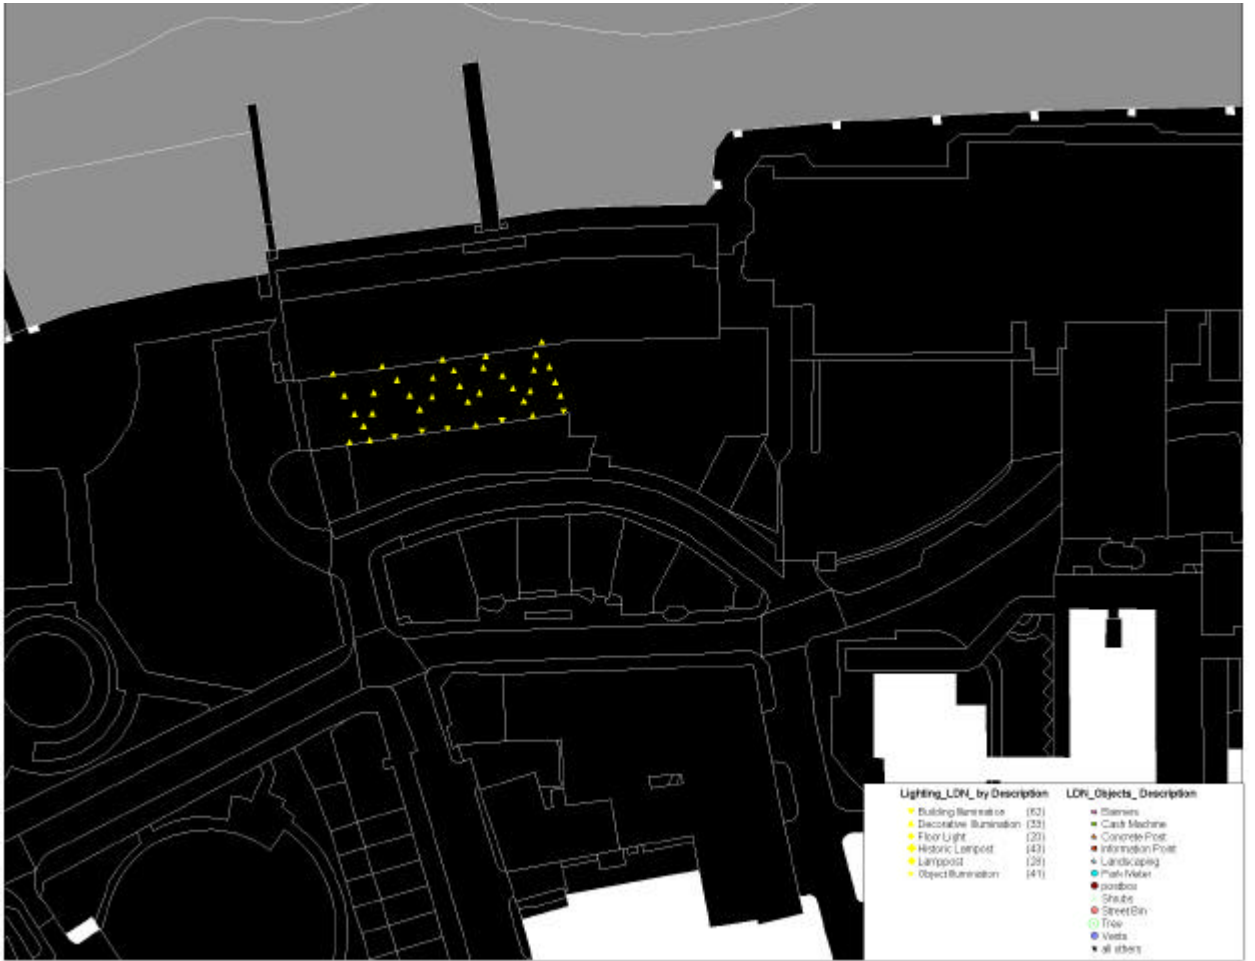 Lighting_LDN_ by Description
Building Illumination (62)
Decorative Illumination (33)
Floor Light (20)
Historic Lampost (43)
Lamppost (28)
Object Illumination (41)
LDN_Objects_ Description
Banners
Cash Machine
Concrete Post
Information Point
Landscaping
Park Meter
postbox
Shrubs
Street Bin
Tree
Vents
all others